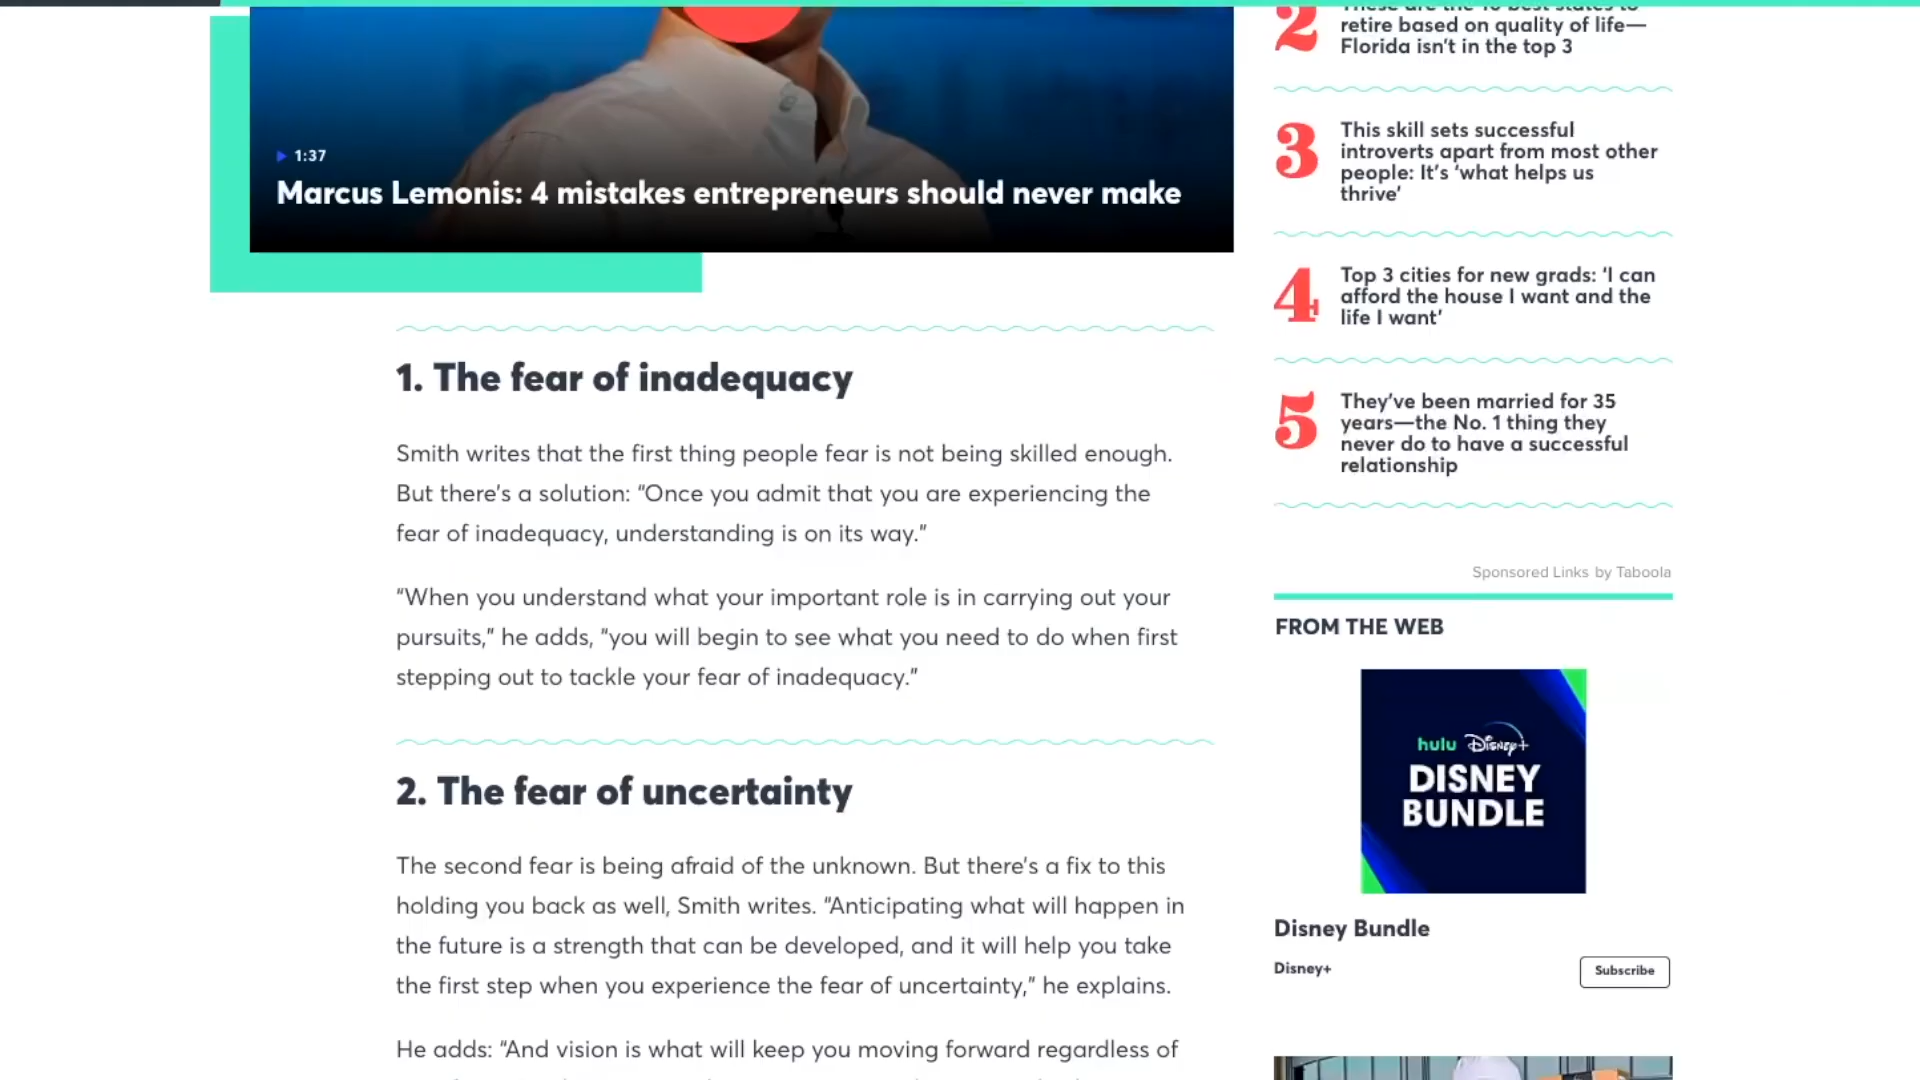 1:37
Marcus Lemonis: 4 mistakes entrepreneurs should never make
1. The fear of inadequacy
Smith writes that the first thing people fear is not being skilled enough.
But there's a solution: “Once you admit that you are experiencing the
fear of inadequacy, understanding is on its way.”
“When you understand what your important role is in carrying out your
pursuits,” he adds, “you will begin to see what you need to do when first
stepping out to tackle your fear of inadequacy.”
2. The fear of uncertainty
The second fear is being afraid of the unknown. But there's a fix to this
holding you back as well, Smith writes. “Anticipating what will happen in
the future is a strength that can be developed, and it will help you take
the first step when you experience the fear of uncertainty,” he explains.
He adds: “And vision is what will keep you moving forward regardless of
2
These are the 10 best states to
retire based on quality of life—
Florida isn't in the top 3
3
This skill sets successful
introverts apart from most other
people: It's ‘what helps us
thrive’
4
Top 3 cities for new grads: ‘I can
afford the house I want and the
life I want’
5
They've been married for 35
years—the No. 1 thing they
never do to have a successful
relationship
Sponsored Links by Taboola
FROM THE WEB
hulu Disney+
DISNEY
BUNDLE
Disney Bundle
Disney+
Subscribe